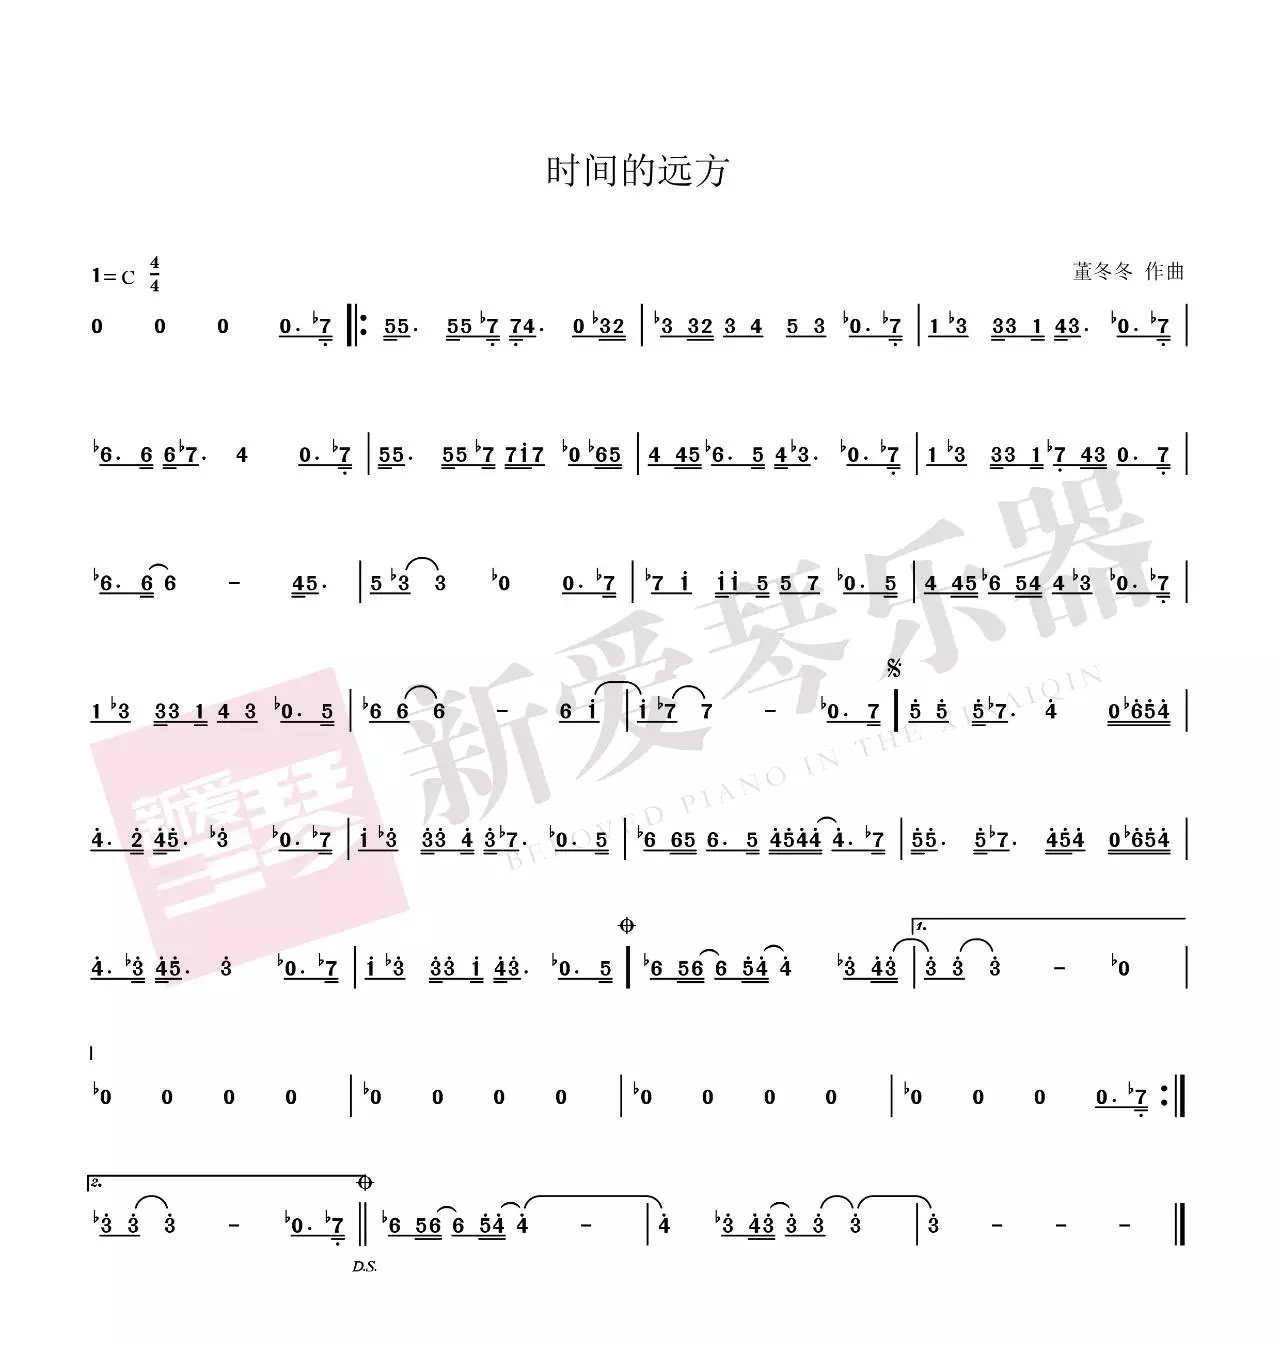 时间的远方
1=C 4/4
董冬冬 作曲
0 0 0 0. ♭7 |: 55. 55 ♭7 74. 0 ♭32 | ♭3 32 3 4 5 3 ♭0. ♭7 | 1 ♭3 33 1 43. ♭0. ♭7 |
♭6. 6 6♭7. 4 0. ♭7 | 55. 55 ♭7 7i7 ♭0 ♭65 | 4 45♭6. 5 4♭3. ♭0. ♭7 | 1 ♭3 33 1♭7 43 0. 7 |
♭6. 6 6 - 45. | 5 ♭3 3 ♭0 0. ♭7 | ♭7 i ii 5 5 7 ♭0. 5 | 4 45♭6 54 4 ♭3 ♭0. ♭7 |
1 ♭3 33 1 4 3 ♭0. 5 | ♭6 6 6 - 6 i | i ♭7 7 - ♭0. 7 | 5 5 5♭7. 4 0♭654 |
4. 2 45. ♭3 ♭0. ♭7 | i ♭3 33 4 3♭7. ♭0. 5 | ♭6 65 6. 5 4544 4. ♭7 | 55. 5♭7. 454 0♭654 |
4. ♭3 45. 3 ♭0. ♭7 | i ♭3 33 i 43. ♭0. 5 | ♭6 56 6 54 4 ♭3 43 | 1. 3 3 3 - ♭0 |
♭0 0 0 0 | ♭0 0 0 0 | ♭0 0 0 0 | ♭0 0 0 0. ♭7 :|
2. ♭3 3 3 - ♭0. ♭7 || ♭6 56 6 54 4 - | 4 ♭3 43 3 3 3 | 3 - - - ||
D.S.
新爱琴
新爱琴乐器
BELOVED PIANO IN THE XINAIQIN